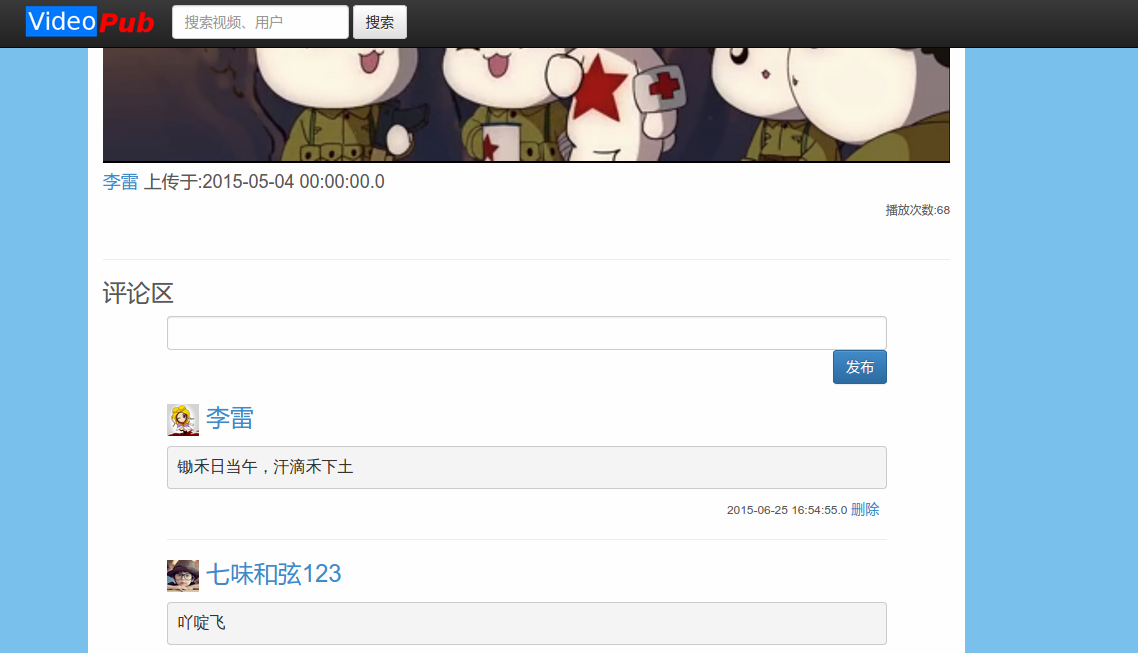 VideoPub 搜索视频、用户 搜索
李雷 上传于:2015-05-04 00:00:00.0
播放次数:68
评论区
发布
李雷
锄禾日当午，汗滴禾下土
2015-06-25 16:54:55.0 删除
七味和弦123
吖啶飞